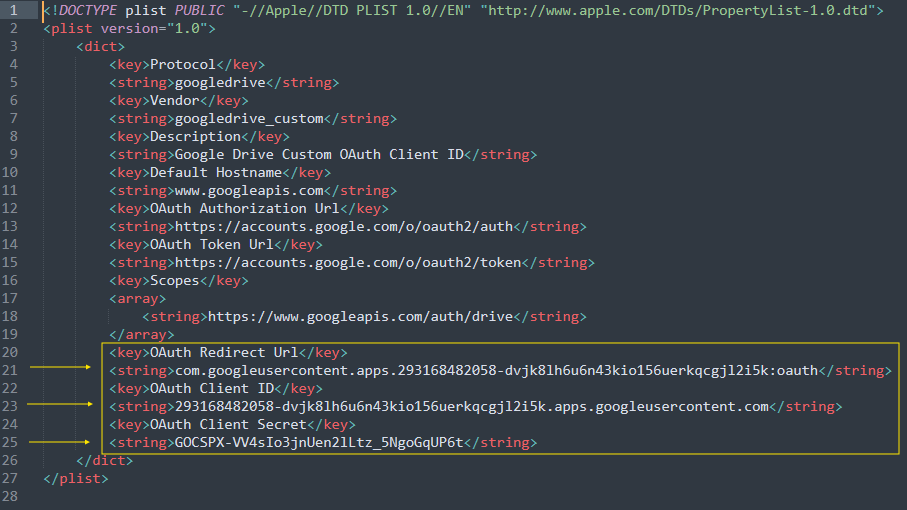 1 <!DOCTYPE plist PUBLIC "-//Apple//DTD PLIST 1.0//EN" "http://www.apple.com/DTDs/PropertyList-1.0.dtd">
2 <plist version="1.0">
3 <dict>
4 <key>Protocol</key>
5 <string>googledrive</string>
6 <key>Vendor</key>
7 <string>googledrive_custom</string>
8 <key>Description</key>
9 <string>Google Drive Custom OAuth Client ID</string>
10 <key>Default Hostname</key>
11 <string>www.googleapis.com</string>
12 <key>OAuth Authorization Url</key>
13 <string>https://accounts.google.com/o/oauth2/auth</string>
14 <key>OAuth Token Url</key>
15 <string>https://accounts.google.com/o/oauth2/token</string>
16 <key>Scopes</key>
17 <array>
18 <string>https://www.googleapis.com/auth/drive</string>
19 </array>
20 <key>OAuth Redirect Url</key>
21 <string>com.googleusercontent.apps.293168482058-dvjk8lh6u6n43kio156uerkqcgjl2i5k:oauth</string>
22 <key>OAuth Client ID</key>
23 <string>293168482058-dvjk8lh6u6n43kio156uerkqcgjl2i5k.apps.googleusercontent.com</string>
24 <key>OAuth Client Secret</key>
25 <string>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</string>
26 </dict>
27 </plist>
28